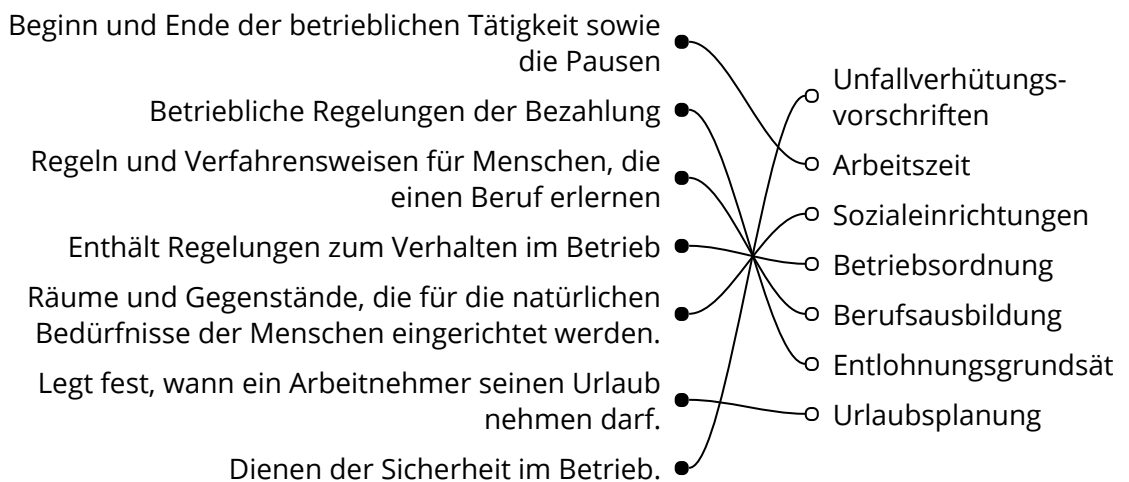 Beginn und Ende der betrieblichen Tätigkeit sowie
die Pausen
Betriebliche Regelungen der Bezahlung
Regeln und Verfahrensweisen für Menschen, die
einen Beruf erlernen
Enthält Regelungen zum Verhalten im Betrieb
Räume und Gegenstände, die für die natürlichen
Bedürfnisse der Menschen eingerichtet werden.
Legt fest, wann ein Arbeitnehmer seinen Urlaub
nehmen darf.
Dienen der Sicherheit im Betrieb.
Unfallverhütungs-
vorschriften
Arbeitszeit
Sozialeinrichtungen
Betriebsordnung
Berufsausbildung
Entlohnungsgrundsät
Urlaubsplanung